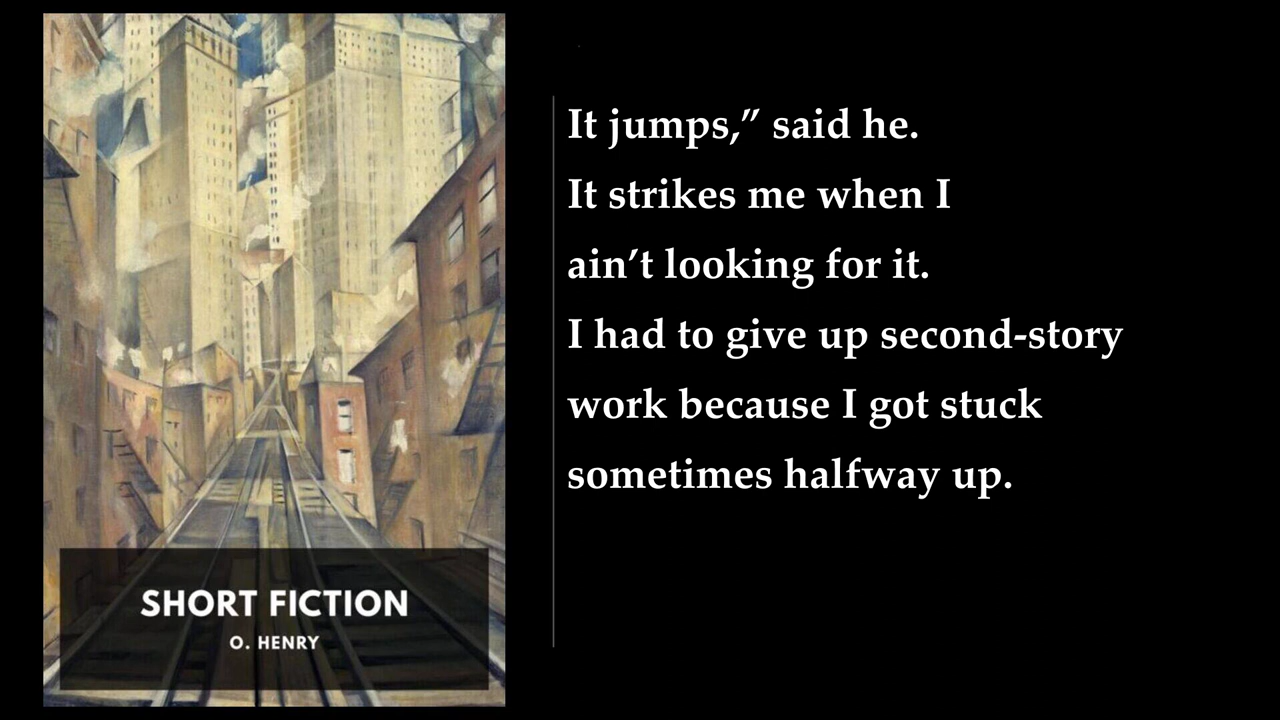 It jumps,” said he.
It strikes me when I
ain’t looking for it.
I had to give up second-story
work because I got stuck
sometimes halfway up.
SHORT FICTION
O. HENRY